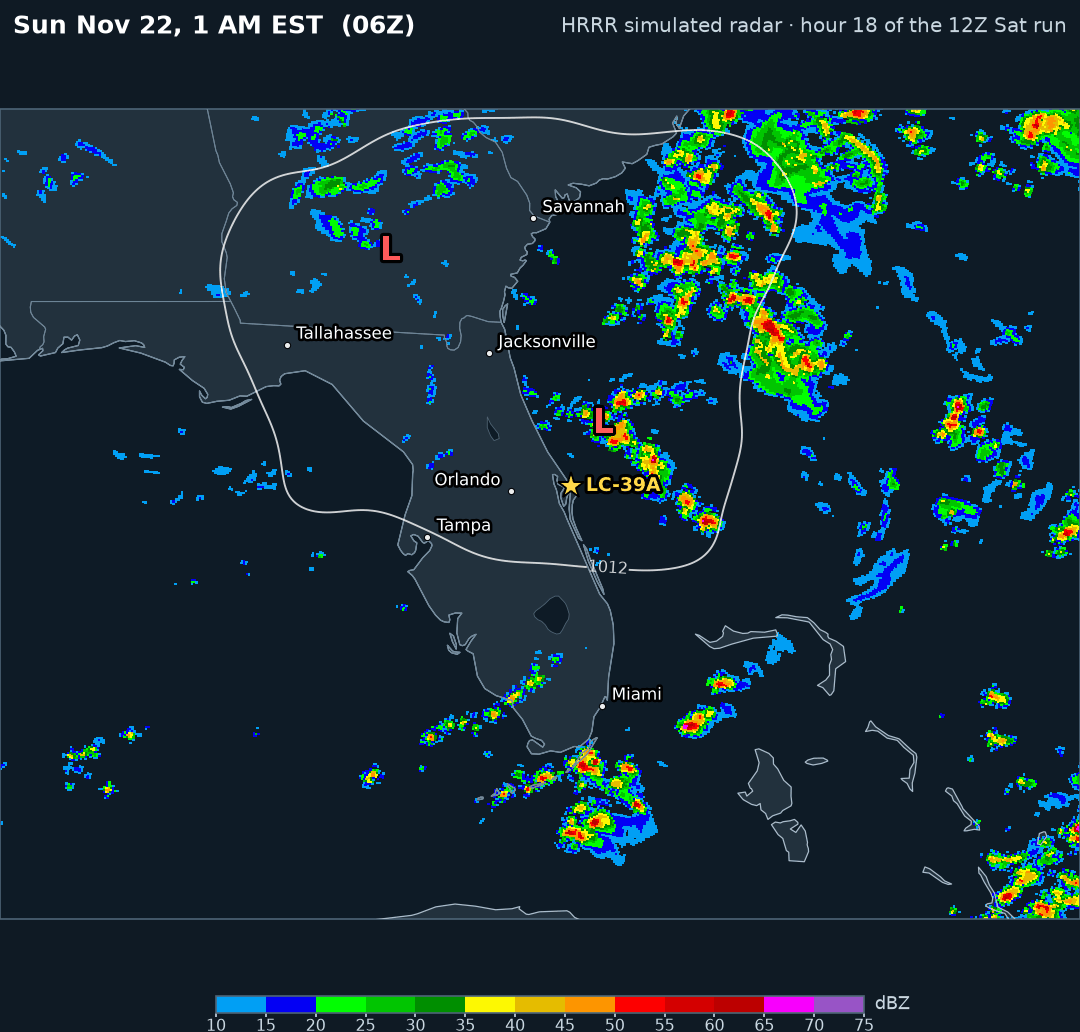 Sun Nov 22, 1 AM EST (06Z)
HRRR simulated radar · hour 18 of the 12Z Sat run
Savannah
L
Tallahassee
Jacksonville
L
Orlando
LC-39A
Tampa
1012
Miami
dBZ
10 15 20 25 30 35 40 45 50 55 60 65 70 75